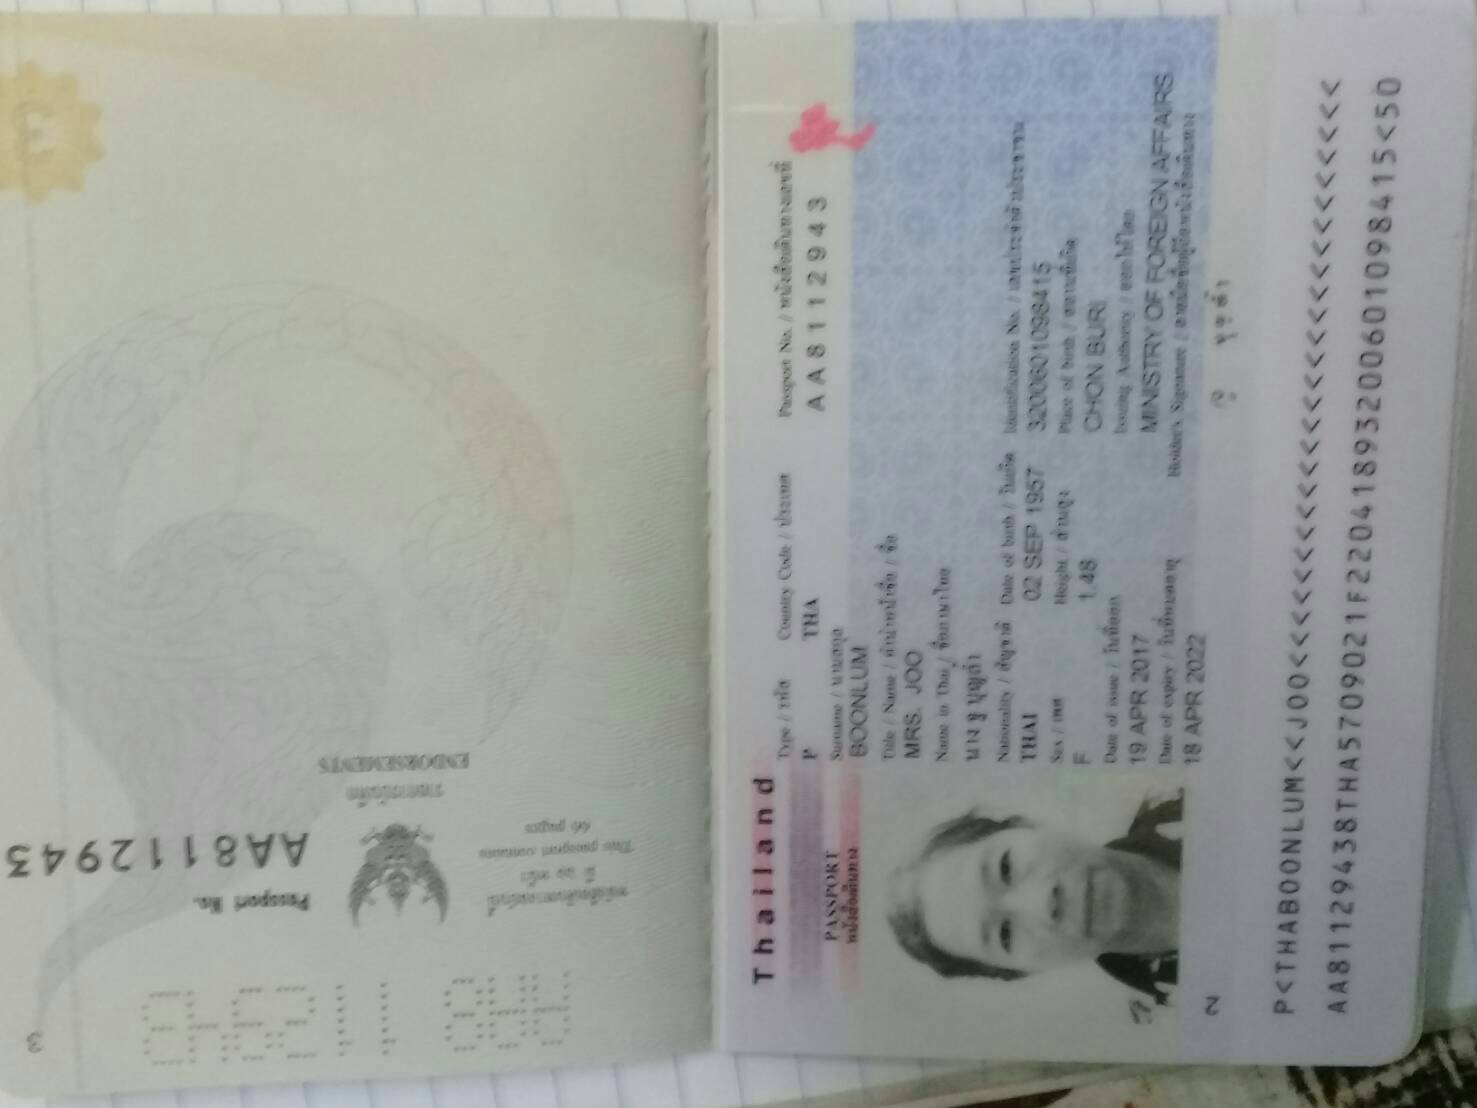 3
AA8112943
Passport No.
AA8112943
รายการบันทึก
ENDORSEMENTS
หนังสือเดินทางฉบับนี้
มี ๖๖ หน้า
This passport contains
66 pages
Thailand
PASSPORT
หนังสือเดินทาง
Type / รหัส
P
Country Code / ประเทศ
THA
Passport No. / หนังสือเดินทางเลขที่
AA8112943
Surname / นามสกุล
BOONLUM
Title / Name / คำนำหน้าชื่อ / ชื่อ
MRS. JOO
Name in Thai / ชื่อภาษาไทย
นาง จู บุญล้ำ
Nationality / สัญชาติ
THAI
Date of birth / วันเกิด
02 SEP 1957
Identification No. / เลขประจำตัวประชาชน
3200601098415
Sex / เพศ
F
Height / ส่วนสูง
1.48
Place of birth / สถานที่เกิด
CHON BURI
Date of issue / วันที่ออก
19 APR 2017
Issuing Authority / ออกให้โดย
MINISTRY OF FOREIGN AFFAIRS
Date of expiry / วันที่หมดอายุ
18 APR 2022
Holder's Signature / ลายมือชื่อผู้ถือหนังสือเดินทาง
จู
2
P<THABOONLUM<<JOO<<<<<<<<<<<<<<<<<<<<<<<<<<<
AA81129438THA5709021F22041893200601098415<50